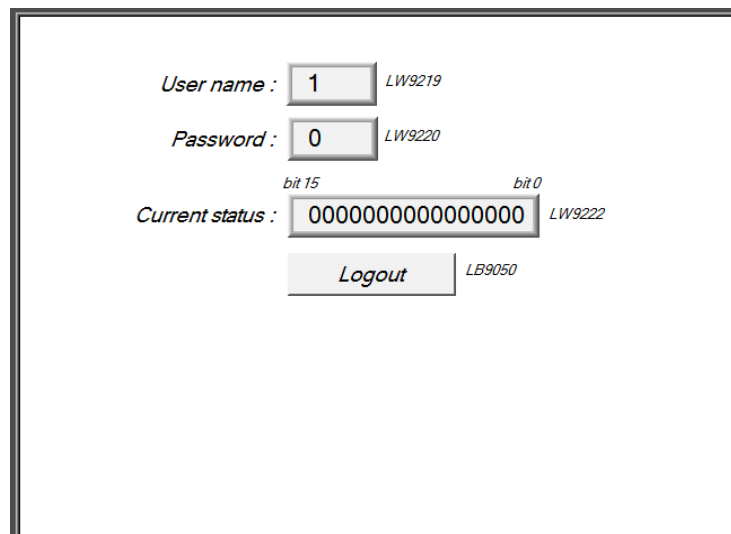 User name : 1 LW9219
Password : 0 LW9220
bit 15 bit 0
Current status : 0000000000000000 LW9222
Logout LB9050